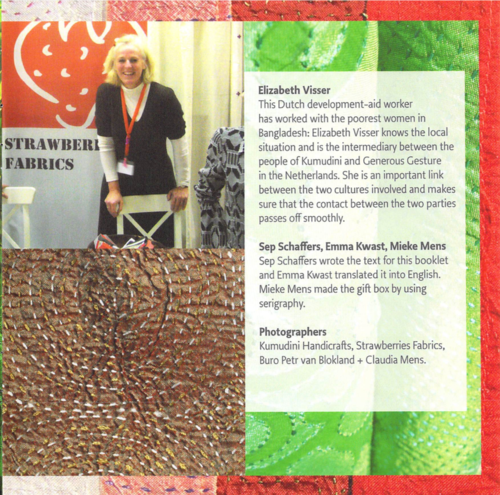 STRAWBERI
FABRICS
Elizabeth Visser
This Dutch development-aid worker
has worked with the poorest women in
Bangladesh: Elizabeth Visser knows the local
situation and is the intermediary between the
people of Kumudini and Generous Gesture
in the Netherlands. She is an important link
between the two cultures involved and makes
sure that the contact between the two parties
passes off smoothly.
Sep Schaffers, Emma Kwast, Mieke Mens
Sep Schaffers wrote the text for this booklet
and Emma Kwast translated it into English.
Mieke Mens made the gift box by using
serigraphy.
Photographers
Kumudini Handicrafts, Strawberries Fabrics,
Buro Petr van Blokland + Claudia Mens.